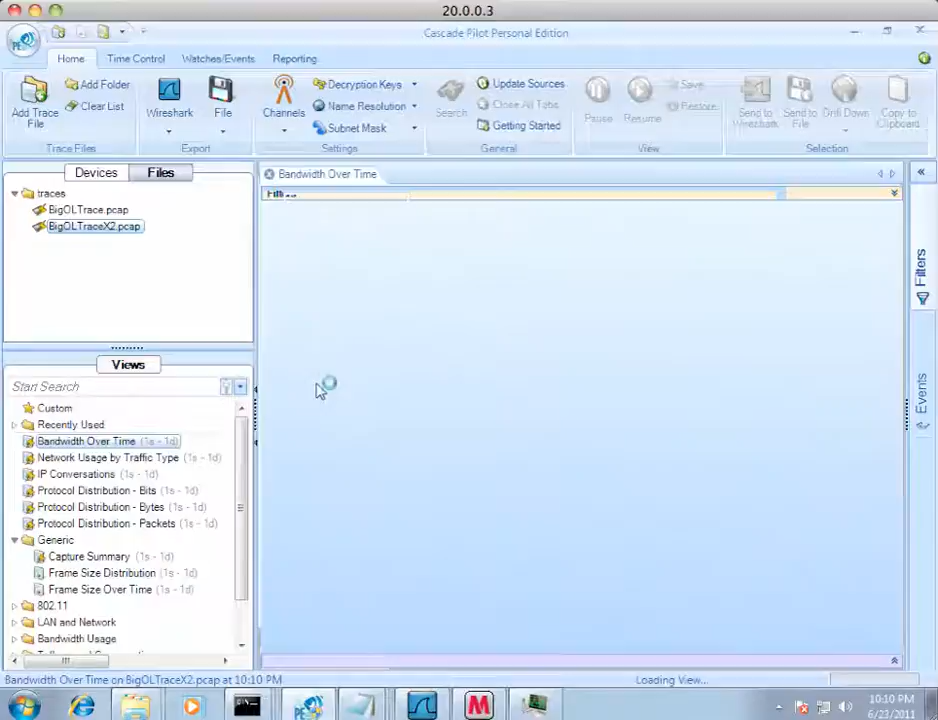 20.0.0.3
Cascade Pilot Personal Edition
Home
Time Control
Watches/Events
Reporting
Add Trace File
Add Folder
Clear List
Trace Files
Wireshark
File
Export
Channels
Decryption Keys
Name Resolution
Subnet Mask
Settings
Search
Update Sources
Close All Tabs
Getting Started
General
Pause
Resume
Save
Restore
View
Send to Wireshark
Send to File
Drill Down
Copy to Clipboard
Selection
Devices
Files
traces
BigOLTrace.pcap
BigOLTraceX2.pcap
Bandwidth Over Time
Filters
Events
Views
Start Search
Custom
Recently Used
Bandwidth Over Time (1s - 1d)
Network Usage by Traffic Type (1s - 1d)
IP Conversations (1s - 1d)
Protocol Distribution - Bits (1s - 1d)
Protocol Distribution - Bytes (1s - 1d)
Protocol Distribution - Packets (1s - 1d)
Generic
Capture Summary (1s - 1d)
Frame Size Distribution (1s - 1d)
Frame Size Over Time (1s - 1d)
802.11
LAN and Network
Bandwidth Usage
Bandwidth Over Time on BigOLTraceX2.pcap at 10:10 PM
Loading View...
10:10 PM
6/23/2011